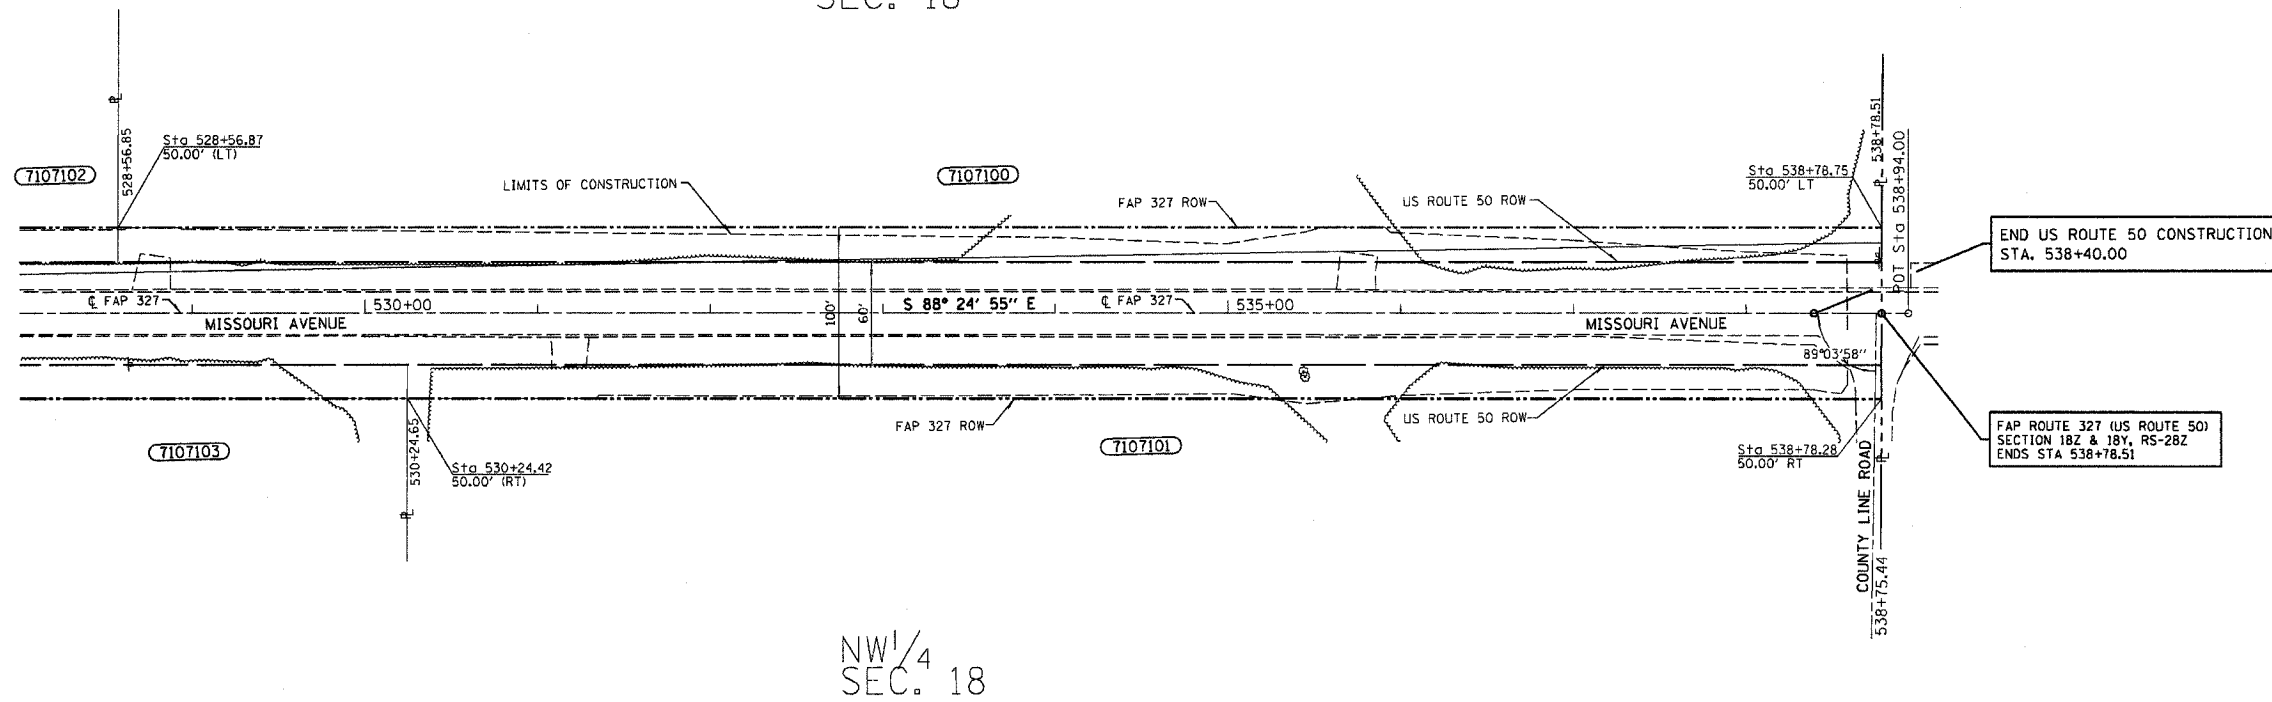 SEC. 18
528+56.85
Sta 528+56.87
50.00' (LT)
7107102
LIMITS OF CONSTRUCTION
7107100
FAP 327 ROW
US ROUTE 50 ROW
Sta 538+78.75
50.00' LT
538+78.51
POT Sta 538+94.00
END US ROUTE 50 CONSTRUCTION
STA. 538+40.00
℄ FAP 327
530+00
MISSOURI AVENUE
100'
60'
S 88° 24' 55" E
℄ FAP 327
535+00
MISSOURI AVENUE
89°03'58"
FAP 327 ROW
US ROUTE 50 ROW
7107103
530+24.65
Sta 530+24.42
50.00' (RT)
7107101
Sta 538+78.28
50.00' RT
COUNTY LINE ROAD
538+75.44
FAP ROUTE 327 (US ROUTE 50)
SECTION 18Z & 18Y, RS-28Z
ENDS STA 538+78.51
NW1/4
SEC. 18